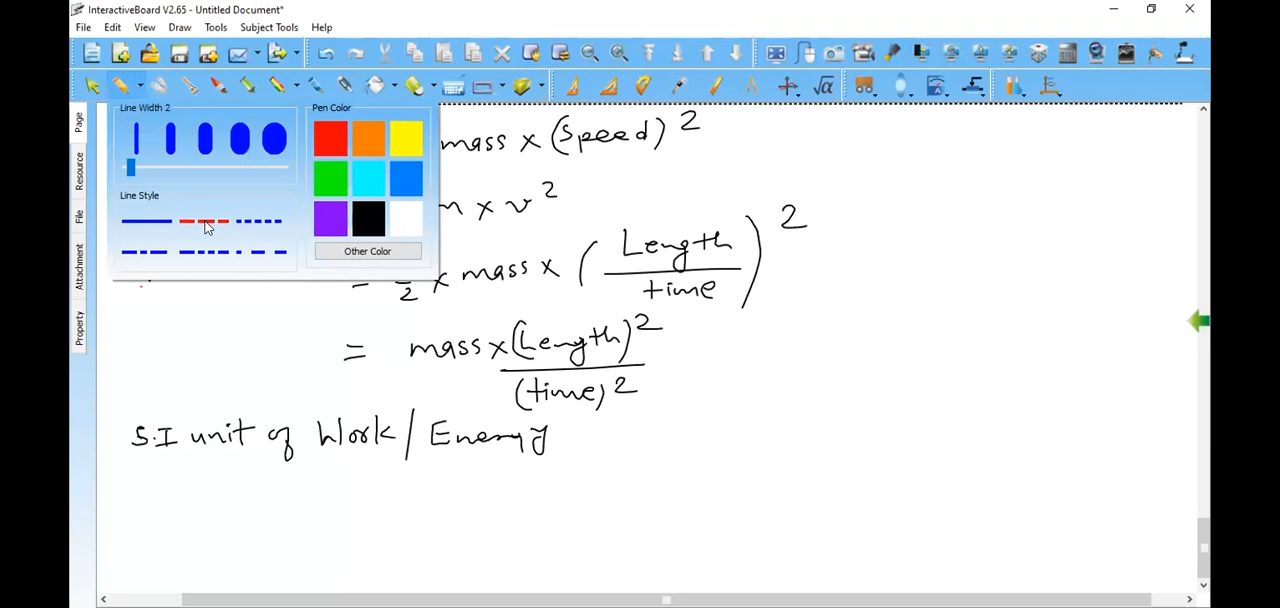 InteractiveBoard V2.65 - Untitled Document*
File Edit View Draw Tools Subject Tools Help
Page
Resource
File
Attachment
Property
Line Width 2
Line Style
Pen Color
Other Color
mass x (Speed) 2
x v 2
= 1/2 x mass x ( Length / time ) 2
= mass x (Length) 2 / (time) 2
S.I unit of Work / Energy